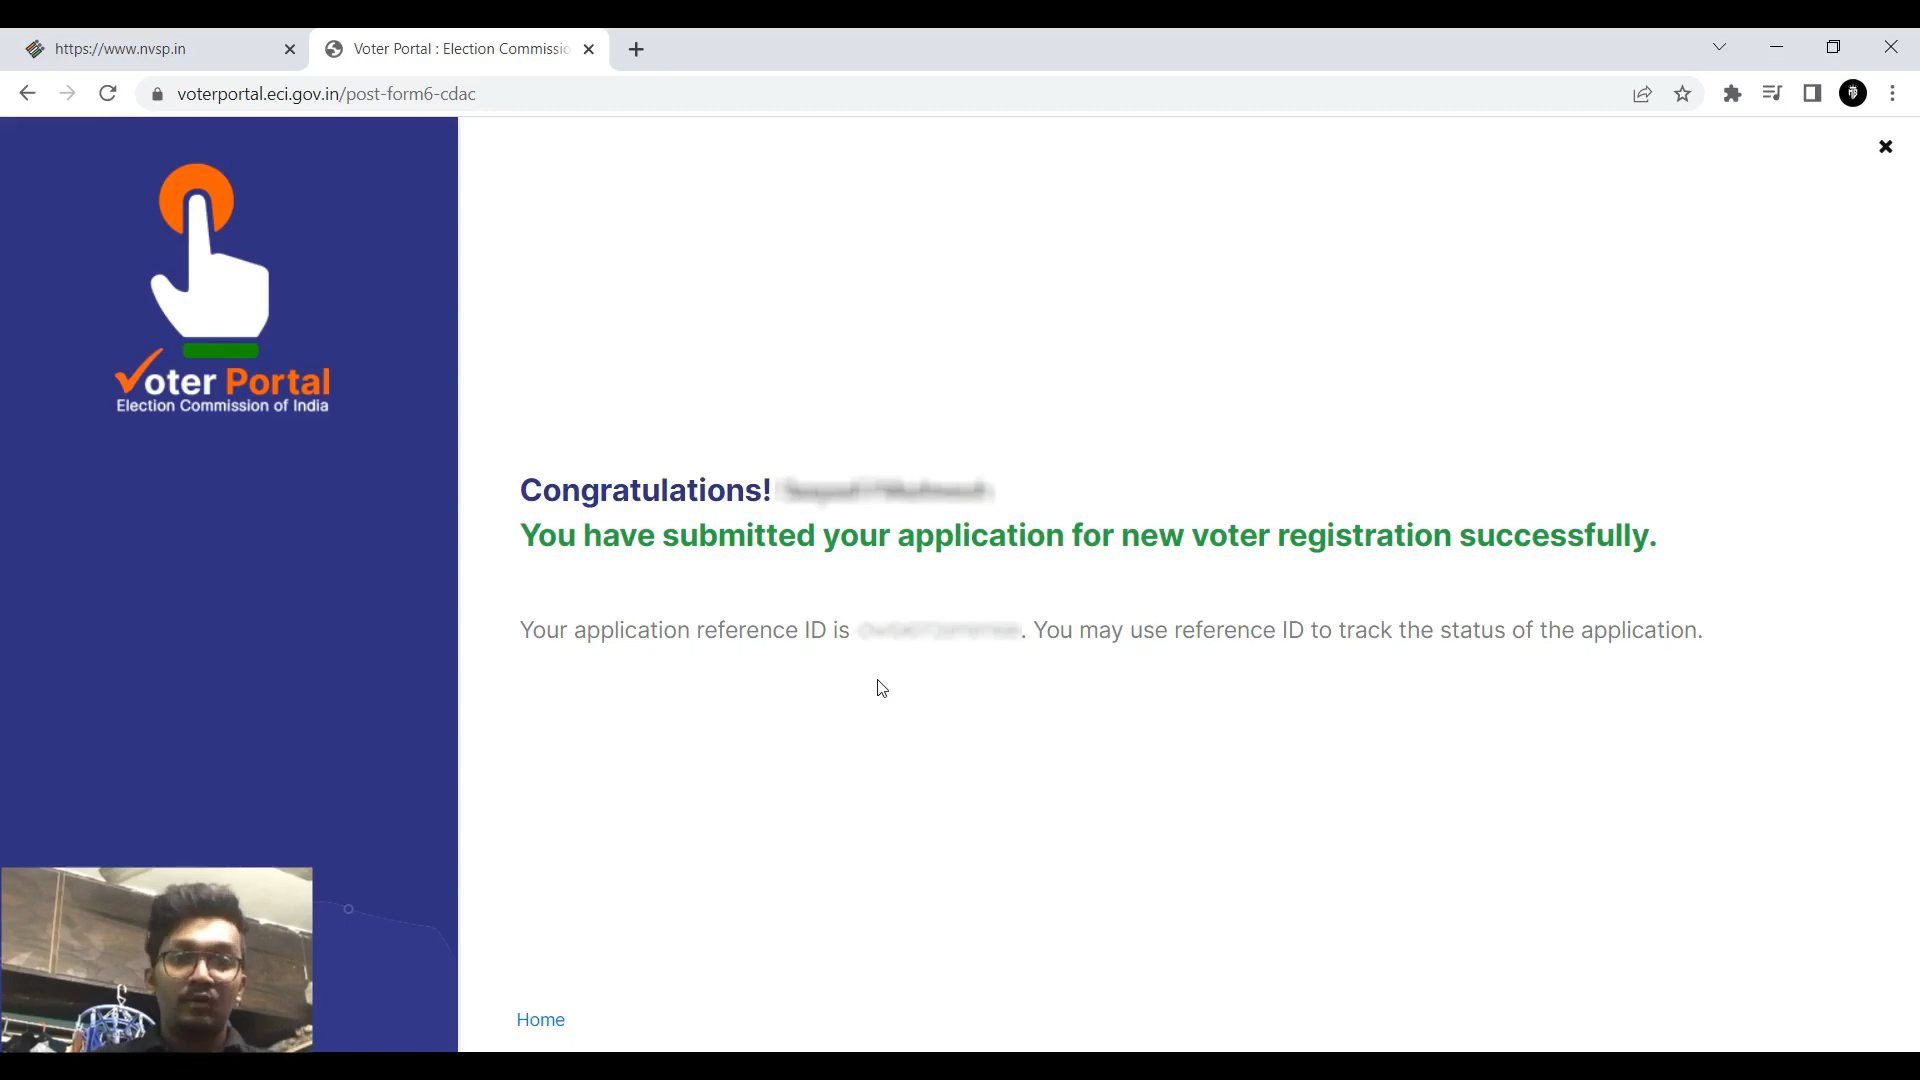 https://www.nvsp.in
Voter Portal : Election Commissio
voterportal.eci.gov.in/post-form6-cdac
Voter Portal
Election Commission of India
Congratulations!
You have submitted your application for new voter registration successfully.
Your application reference ID is . You may use reference ID to track the status of the application.
Home